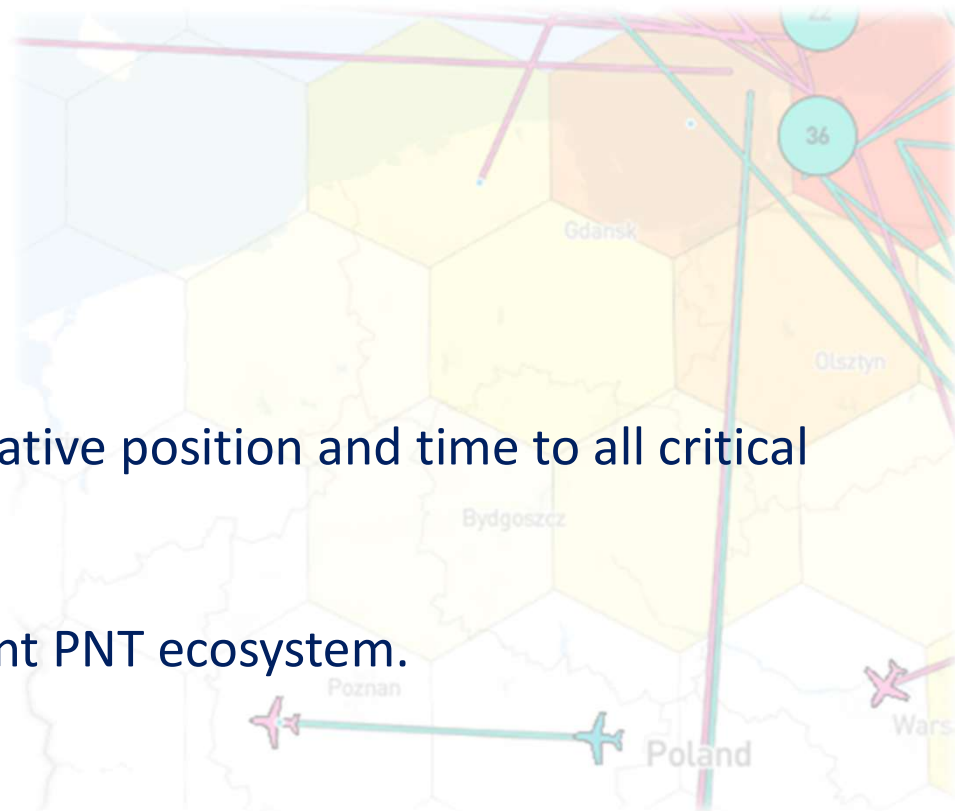 22
36
Gdansk
Olsztyn
ative position and time to all critical
Bydgoszcz
nt PNT ecosystem.
Poznan
Wars
Poland